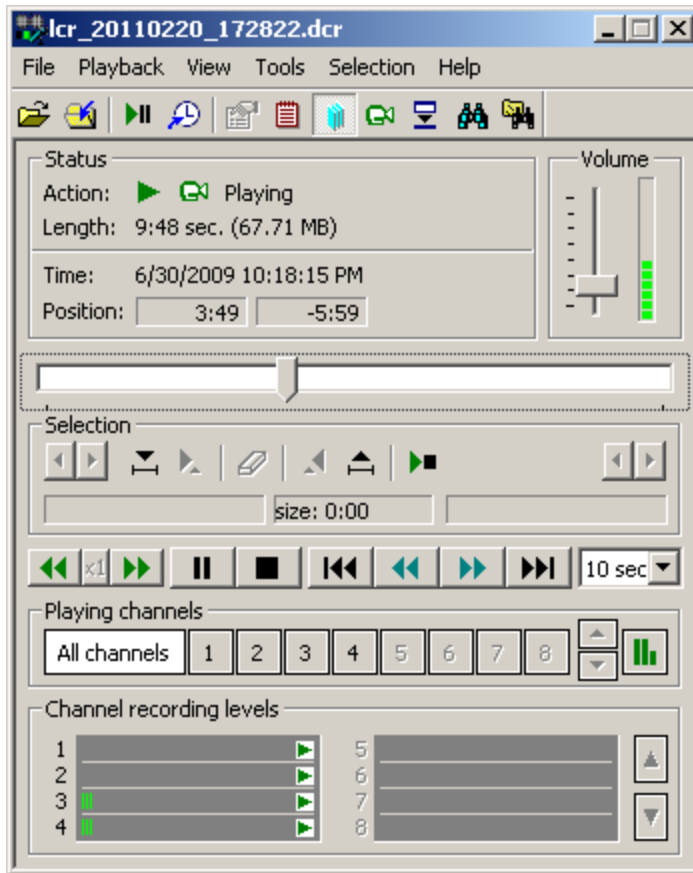 lcr_20110220_172822.dcr
File Playback View Tools Selection Help
Status
Volume
Action: Playing
Length: 9:48 sec. (67.71 MB)
Time: 6/30/2009 10:18:15 PM
Position: 3:49 -5:59
Selection
size: 0:00
x1
10 sec
Playing channels
All channels 1 2 3 4 5 6 7 8
Channel recording levels
1 5
2 6
3 7
4 8